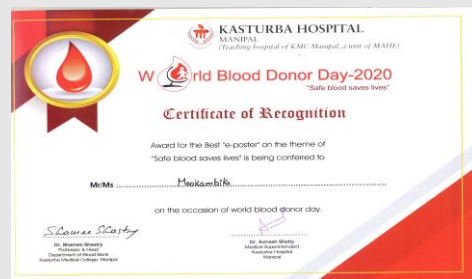 KASTURBA HOSPITAL
MANIPAL
(Teaching hospital of KMC Manipal, a unit of MAHE)
World Blood Donor Day-2020
"Safe blood saves lives"
Certificate of Recognition
Award for the Best "e-poster" on the theme of
"Safe blood saves lives" is being conferred to
Mr/Ms Mookambika
on the occasion of world blood donor day.
Shamee Shastry
Dr. Shamee Shastry
Professor & Head
Department of Blood Bank
Kasturba Medical College, Manipal
Dr. Avinash Shetty
Medical Superintendent
Kasturba Hospital
Manipal